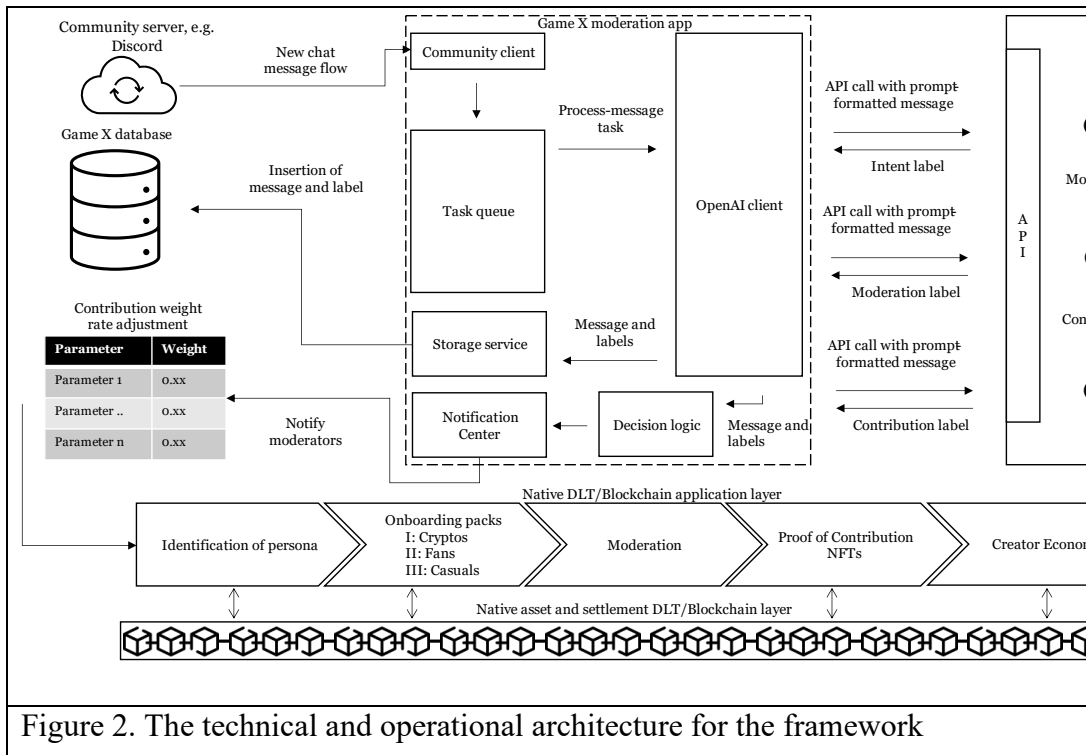 Game X moderation app
Community server, e.g.
Discord
New chat
message flow
Community client
Game X database
Process-message
task
API call with prompt-
formatted message
Intent label
Insertion of
message and label
Task queue
OpenAI client
API call with prompt-
formatted message
Moderation label
A
P
I
Mo
Con
Contribution weight
rate adjustment
Parameter Weight
Parameter 1 0.xx
Parameter .. 0.xx
Parameter n 0.xx
Storage service
Message and
labels
API call with prompt-
formatted message
Contribution label
Notify
moderators
Notification
Center
Decision logic
Message and
labels
Native DLT/Blockchain application layer
Identification of persona
Onboarding packs
I: Cryptos
II: Fans
III: Casuals
Moderation
Proof of Contribution
NFTs
Creator Econom
Native asset and settlement DLT/Blockchain layer
Figure 2. The technical and operational architecture for the framework